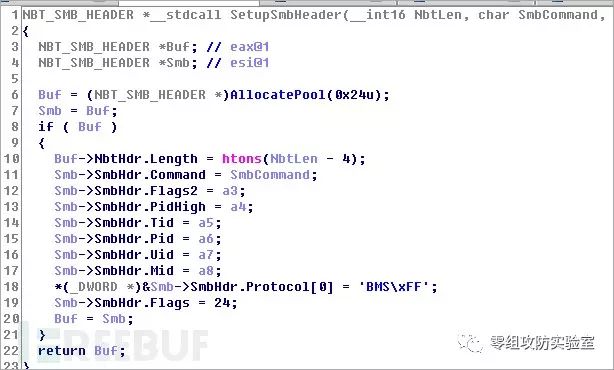 1 NBT_SMB_HEADER *__stdcall SetupSmbHeader(__int16 NbtLen, char SmbCommand,
2 {
3 NBT_SMB_HEADER *Buf; // eax@1
4 NBT_SMB_HEADER *Smb; // esi@1
5
6 Buf = (NBT_SMB_HEADER *)AllocatePool(0x24u);
7 Smb = Buf;
8 if ( Buf )
9 {
10 Buf->NbtHdr.Length = htons(NbtLen - 4);
11 Smb->SmbHdr.Command = SmbCommand;
12 Smb->SmbHdr.Flags2 = a3;
13 Smb->SmbHdr.PidHigh = a4;
14 Smb->SmbHdr.Tid = a5;
15 Smb->SmbHdr.Pid = a6;
16 Smb->SmbHdr.Uid = a7;
17 Smb->SmbHdr.Mid = a8;
18 *(_DWORD *)&Smb->SmbHdr.Protocol[0] = 'BMS\xFF';
19 Smb->SmbHdr.Flags = 24;
20 Buf = Smb;
21 }
22 return Buf;
23 }
REEBUF
零组攻防实验室